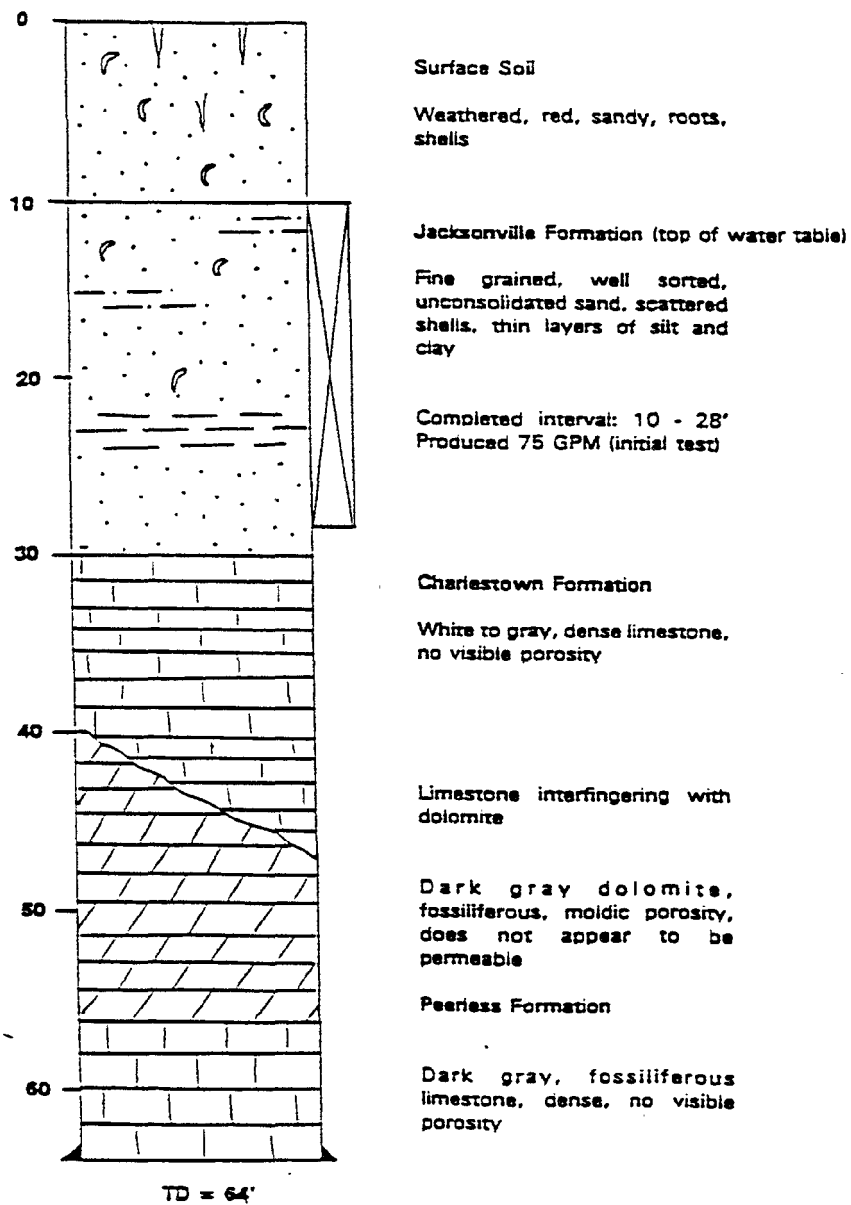 0
Surface Soil
Weathered, red, sandy, roots,
shells
10
Jacksonville Formation (top of water table)
Fine grained, well sorted,
unconsolidated sand, scattered
shells, thin layers of silt and
clay
20
Completed interval: 10 - 28'
Produced 75 GPM (initial test)
30
Charlestown Formation
White to gray, dense limestone,
no visible porosity
40
Limestone interfingering with
dolomite
Dark gray dolomite,
fossiliferous, moldic porosity,
does not appear to be
permeable
50
Peerless Formation
Dark gray, fossiliferous
limestone, dense, no visible
porosity
60
TD = 64'